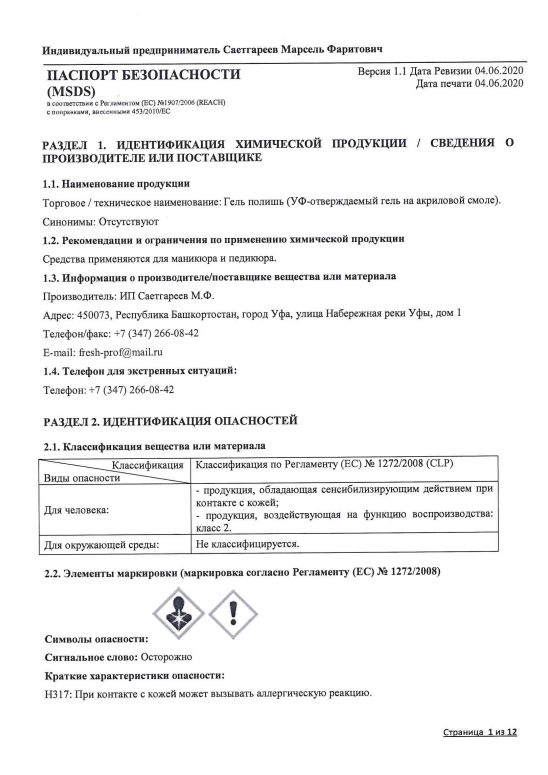 Индивидуальный предприниматель Саетгареев Марсель Фаритович
ПАСПОРТ БЕЗОПАСНОСТИ
(MSDS)
в соответствии с Регламентом (ЕС) №1907/2006 (REACH)
с поправками, внесенными 453/2010/ЕС
Версия 1.1 Дата Ревизии 04.06.2020
Дата печати 04.06.2020
РАЗДЕЛ 1. ИДЕНТИФИКАЦИЯ ХИМИЧЕСКОЙ ПРОДУКЦИИ / СВЕДЕНИЯ О
ПРОИЗВОДИТЕЛЕ ИЛИ ПОСТАВЩИКЕ
1.1. Наименование продукции
Торговое / техническое наименование: Гель полишь (УФ-отверждаемый гель на акриловой смоле).
Синонимы: Отсутствуют
1.2. Рекомендации и ограничения по применению химической продукции
Средства применяются для маникюра и педикюра.
1.3. Информация о производителе/поставщике вещества или материала
Производитель: ИП Саетгареев М.Ф.
Адрес: 450073, Республика Башкортостан, город Уфа, улица Набережная реки Уфы, дом 1
Телефон/факс: +7 (347) 266-08-42
E-mail: fresh-prof@mail.ru
1.4. Телефон для экстренных ситуаций:
Телефон: +7 (347) 266-08-42
РАЗДЕЛ 2. ИДЕНТИФИКАЦИЯ ОПАСНОСТЕЙ
2.1. Классификация вещества или материала
Классификация
Виды опасности
Классификация по Регламенту (ЕС) № 1272/2008 (CLP)
Для человека:
- продукция, обладающая сенсибилизирующим действием при
контакте с кожей;
- продукция, воздействующая на функцию воспроизводства:
класс 2.
Для окружающей среды:
Не классифицируется.
2.2. Элементы маркировки (маркировка согласно Регламенту (ЕС) № 1272/2008)
Символы опасности:
Сигнальное слово: Осторожно
Краткие характеристики опасности:
H317: При контакте с кожей может вызывать аллергическую реакцию.
Страница 1 из 12